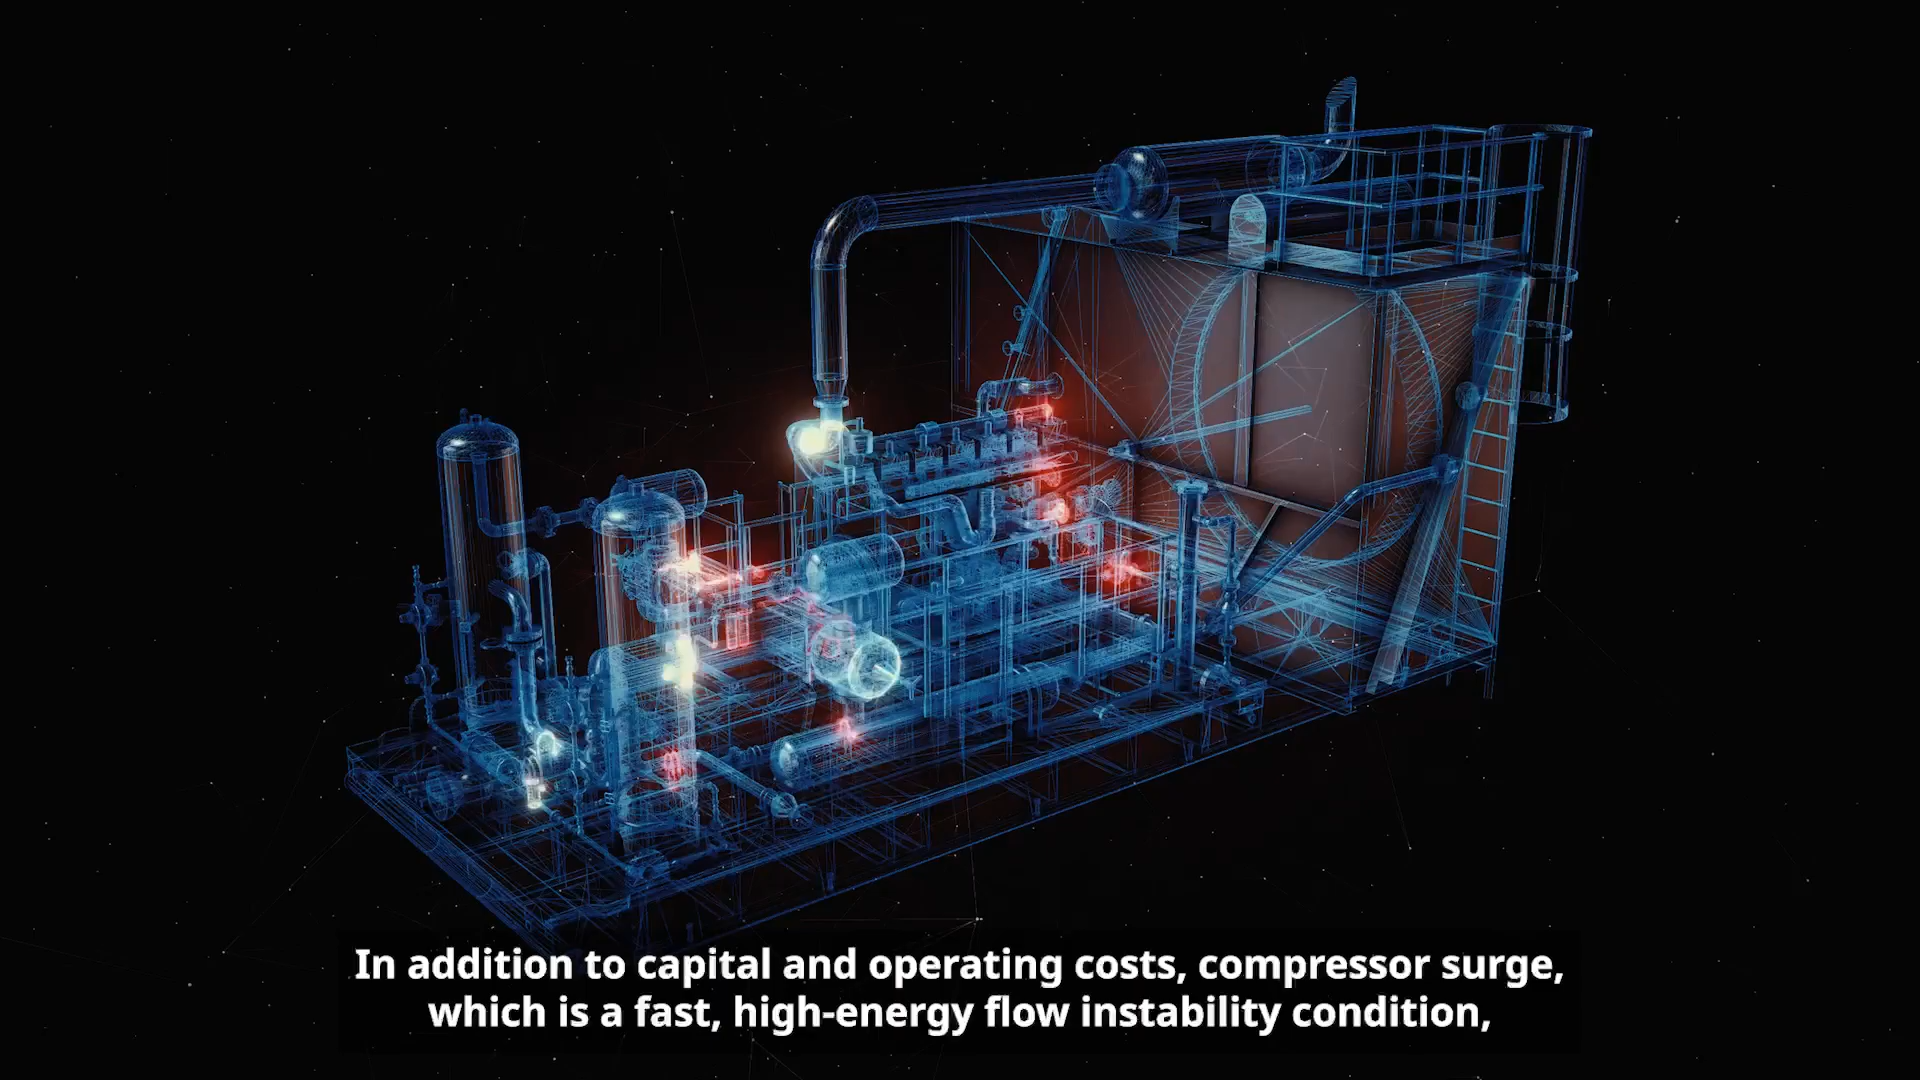 In addition to capital and operating costs, compressor surge,
which is a fast, high-energy flow instability condition,